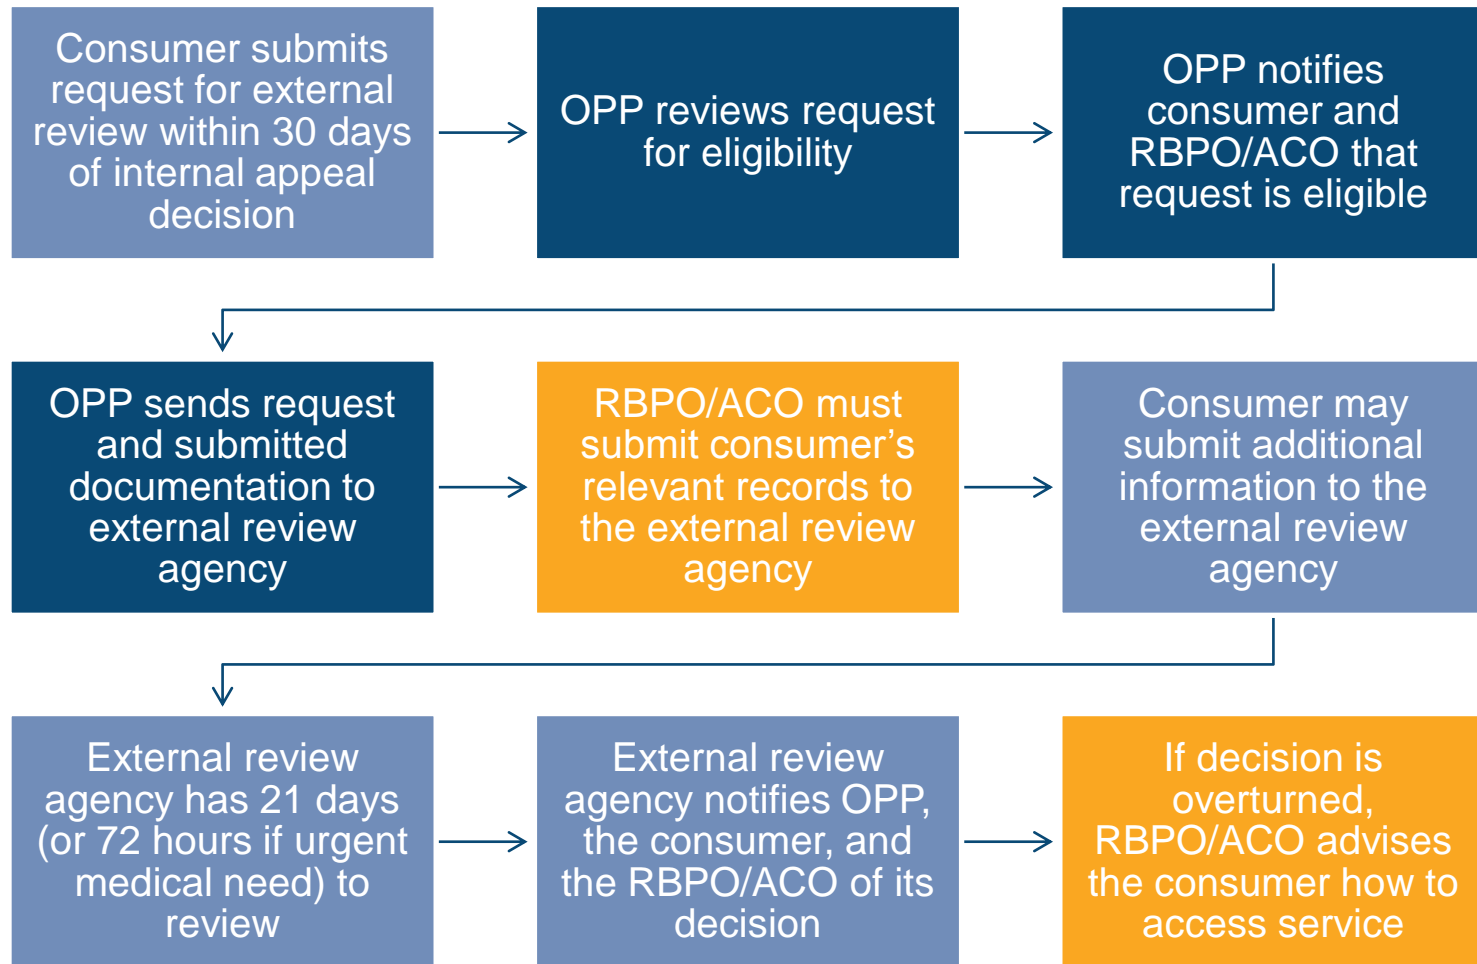 Consumer submits
request for external
review within 30 days
of internal appeal
decision
OPP reviews request
for eligibility
OPP notifies
consumer and
RBPO/ACO that
request is eligible
OPP sends request
and submitted
documentation to
external review
agency
RBPO/ACO must
submit consumer’s
relevant records to
the external review
agency
Consumer may
submit additional
information to the
external review
agency
External review
agency has 21 days
(or 72 hours if urgent
medical need) to
review
External review
agency notifies OPP,
the consumer, and
the RBPO/ACO of its
decision
If decision is
overturned,
RBPO/ACO advises
the consumer how to
access service